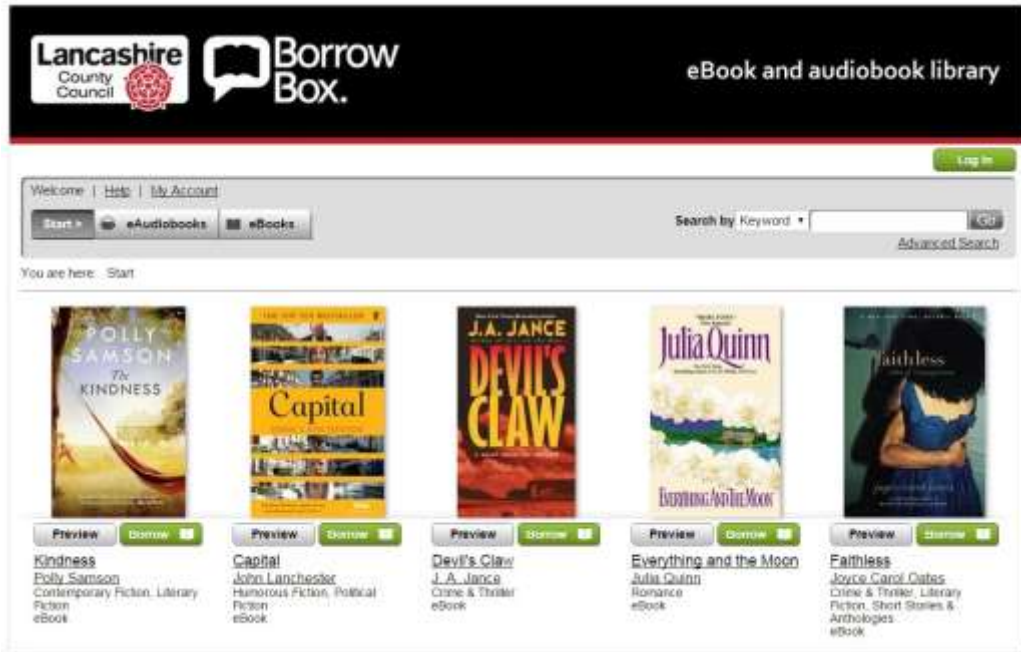 Lancashire
County
Council
Borrow
Box.
eBook and audiobook library
Log In
Welcome | Help | My Account
Start eAudiobooks eBooks
Search by Keyword Go
Advanced Search
You are here: Start
POLLY
SAMSON
The
KINDNESS
Capital
J.A. JANCE
DEVIL'S
CLAW
Julia Quinn
EVERYTHING AND THE MOON
faithless
Preview Borrow
Kindness
Polly Samson
Contemporary Fiction, Literary
Fiction
eBook
Preview Borrow
Capital
John Lanchester
Humorous Fiction, Political
Fiction
eBook
Preview Borrow
Devil's Claw
J. A. Jance
Crime & Thriller
eBook
Preview Borrow
Everything and the Moon
Julia Quinn
Romance
eBook
Preview Borrow
Faithless
Joyce Carol Oates
Crime & Thriller, Literary
Fiction, Short Stories &
Anthologies
eBook